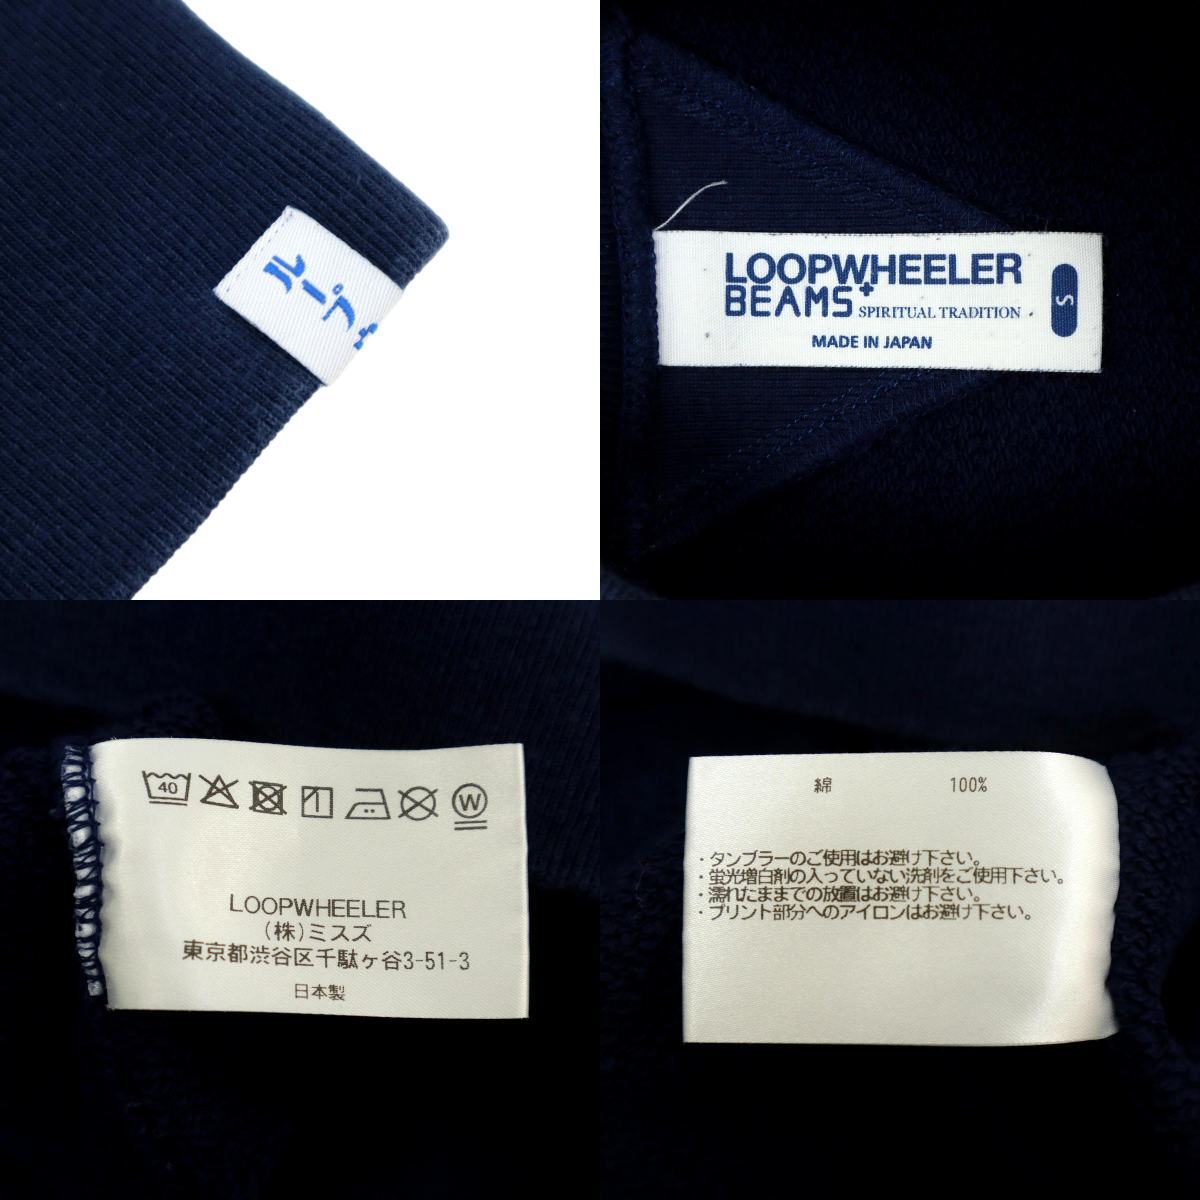 ループ
LOOPWHEELER
BEAMS+ SPIRITUAL TRADITION
MADE IN JAPAN
S
40
W
LOOPWHEELER
(株)ミスズ
東京都渋谷区千駄ヶ谷3-51-3
日本製
綿 100%
・タンブラーのご使用はお避け下さい。
・蛍光増白剤の入っていない洗剤をご使用下さい。
・濡れたままでの放置はお避け下さい。
・プリント部分へのアイロンはお避け下さい。